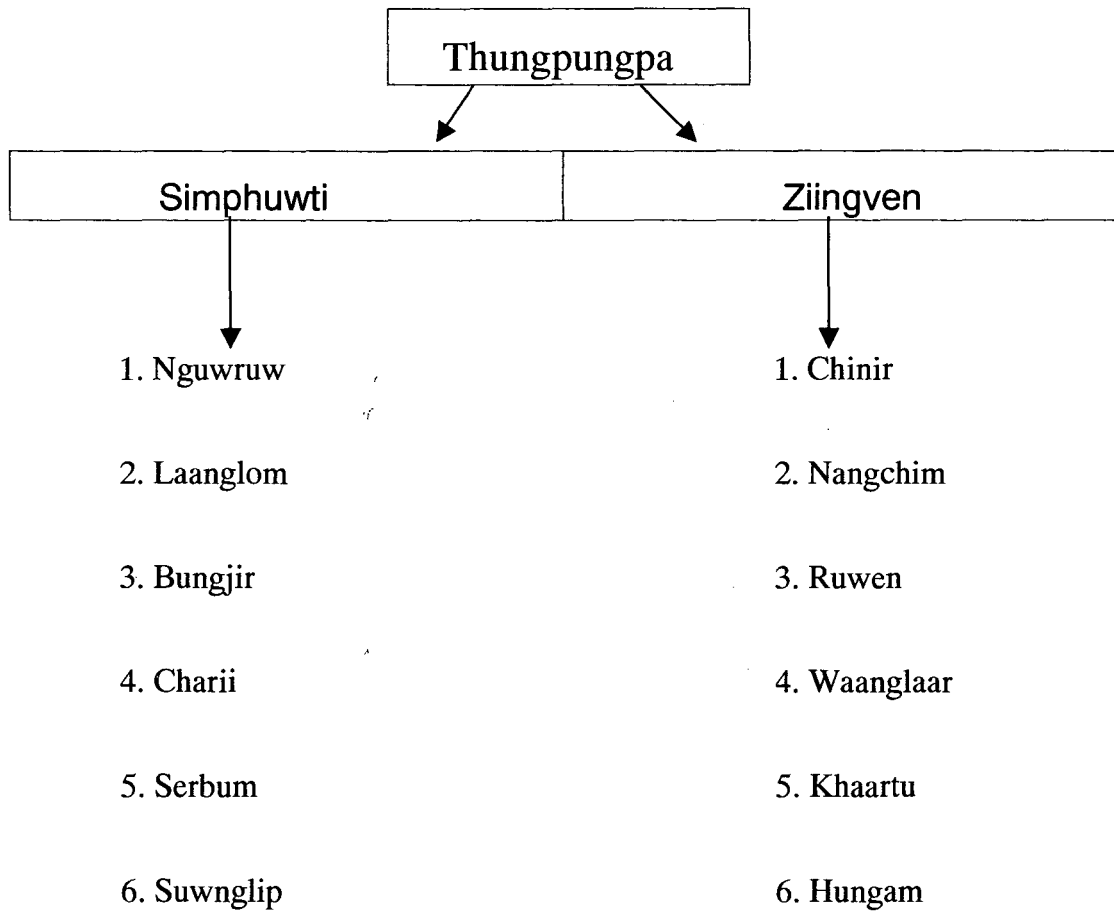 Thungpungpa
Simphuwti
Ziingven
1. Nguwruw
2. Laanglom
3. Bungjir
4. Charii
5. Serbum
6. Suwnglip
1. Chinir
2. Nangchim
3. Ruwen
4. Waanglaar
5. Khaartu
6. Hungam